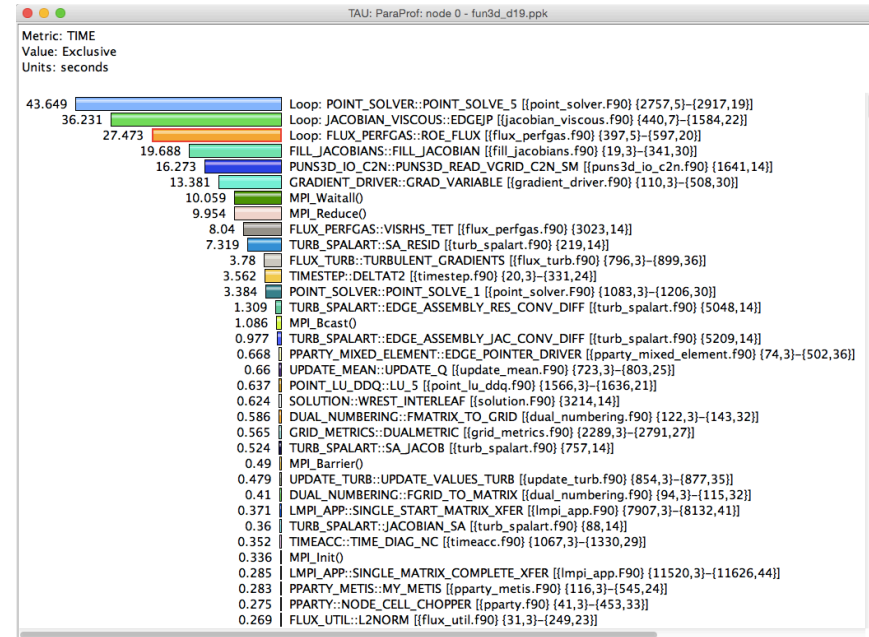 TAU: ParaProf: node 0 - fun3d_d19.ppk
Metric: TIME
Value: Exclusive
Units: seconds
43.649 Loop: POINT_SOLVER::POINT_SOLVE_5 [{point_solver.F90} {2757,5}-{2917,19}]
36.231 Loop: JACOBIAN_VISCOUS::EDGEJP [{jacobian_viscous.f90} {440,7}-{1584,22}]
27.473 Loop: FLUX_PERFGAS::ROE_FLUX [{flux_perfgas.f90} {397,5}-{597,20}]
19.688 FILL_JACOBIANS::FILL_JACOBIAN [{fill_jacobians.f90} {19,3}-{341,30}]
16.273 PUNS3D_IO_C2N::PUNS3D_READ_VGRID_C2N_SM [{puns3d_io_c2n.f90} {1641,14}]
13.381 GRADIENT_DRIVER::GRAD_VARIABLE [{gradient_driver.f90} {110,3}-{508,30}]
10.059 MPI_Waitall()
9.954 MPI_Reduce()
8.04 FLUX_PERFGAS::VISRHS_TET [{flux_perfgas.f90} {3023,14}]
7.319 TURB_SPALART::SA_RESID [{turb_spalart.f90} {219,14}]
3.78 FLUX_TURB::TURBULENT_GRADIENTS [{flux_turb.f90} {796,3}-{899,36}]
3.562 TIMESTEP::DELTAT2 [{timestep.f90} {20,3}-{331,24}]
3.384 POINT_SOLVER::POINT_SOLVE_1 [{point_solver.F90} {1083,3}-{1206,30}]
1.309 TURB_SPALART::EDGE_ASSEMBLY_RES_CONV_DIFF [{turb_spalart.f90} {5048,14}]
1.086 MPI_Bcast()
0.977 TURB_SPALART::EDGE_ASSEMBLY_JAC_CONV_DIFF [{turb_spalart.f90} {5209,14}]
0.668 PPARTY_MIXED_ELEMENT::EDGE_POINTER_DRIVER [{pparty_mixed_element.f90} {74,3}-{502,36}]
0.66 UPDATE_MEAN::UPDATE_Q [{update_mean.f90} {723,3}-{803,25}]
0.637 POINT_LU_DDQ::LU_5 [{point_lu_ddq.f90} {1566,3}-{1636,21}]
0.624 SOLUTION::WREST_INTERLEAF [{solution.F90} {3214,14}]
0.586 DUAL_NUMBERING::FMATRIX_TO_GRID [{dual_numbering.f90} {122,3}-{143,32}]
0.565 GRID_METRICS::DUALMETRIC [{grid_metrics.f90} {2289,3}-{2791,27}]
0.524 TURB_SPALART::SA_JACOB [{turb_spalart.f90} {757,14}]
0.49 MPI_Barrier()
0.479 UPDATE_TURB::UPDATE_VALUES_TURB [{update_turb.f90} {854,3}-{877,35}]
0.41 DUAL_NUMBERING::FGRID_TO_MATRIX [{dual_numbering.f90} {94,3}-{115,32}]
0.371 LMPI_APP::SINGLE_START_MATRIX_XFER [{lmpi_app.F90} {7907,3}-{8132,41}]
0.36 TURB_SPALART::JACOBIAN_SA [{turb_spalart.f90} {88,14}]
0.352 TIMEACC::TIME_DIAG_NC [{timeacc.f90} {1067,3}-{1330,29}]
0.336 MPI_Init()
0.285 LMPI_APP::SINGLE_MATRIX_COMPLETE_XFER [{lmpi_app.F90} {11520,3}-{11626,44}]
0.283 PPARTY_METIS::MY_METIS [{pparty_metis.F90} {116,3}-{545,24}]
0.275 PPARTY::NODE_CELL_CHOPPER [{pparty.f90} {41,3}-{453,33}]
0.269 FLUX_UTIL::L2NORM [{flux_util.f90} {31,3}-{249,23}]